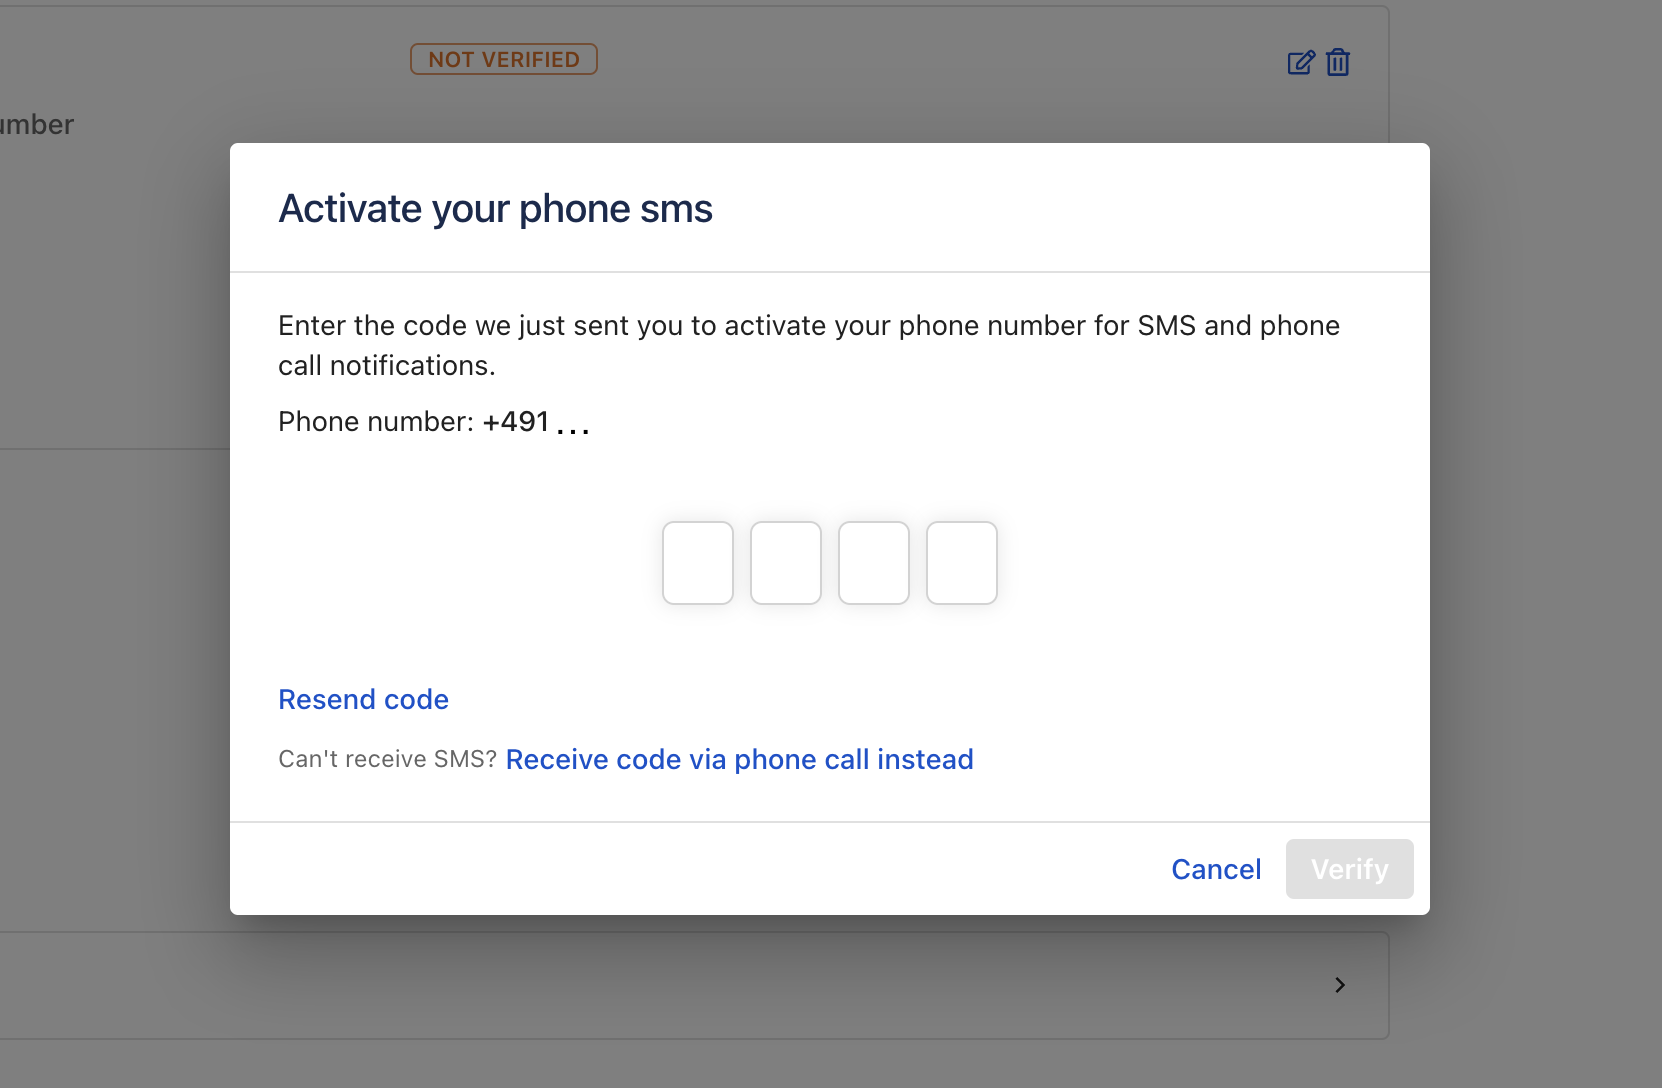 NOT VERIFIED
Activate your phone sms
Enter the code we just sent you to activate your phone number for SMS and phone
call notifications.
Phone number: +491 ...
Resend code
Can't receive SMS? Receive code via phone call instead
Cancel
Verify